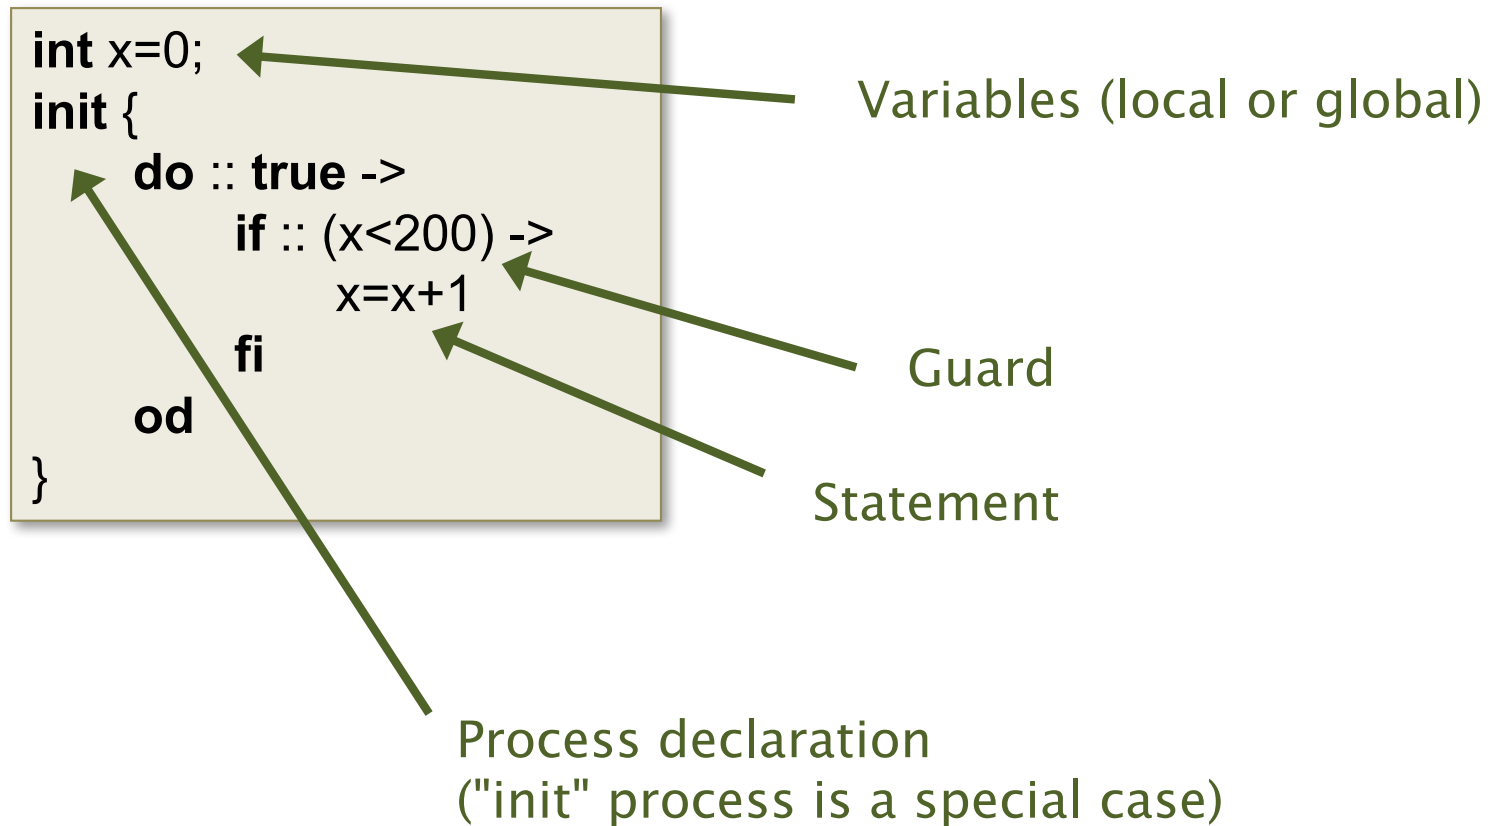 int x=0;
init {
do :: true ->
if :: (x<200) ->
x=x+1
fi
od
}
Variables (local or global)
Guard
Statement
Process declaration
("init" process is a special case)